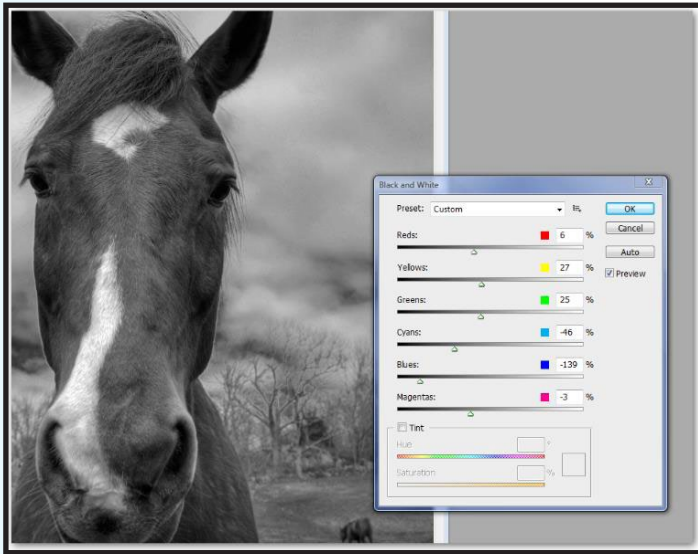 Black and White
Preset: Custom
OK
Cancel
Auto
Preview
Reds: 6 %
Yellows: 27 %
Greens: 25 %
Cyans: -46 %
Blues: -139 %
Magentas: -3 %
Tint
Hue °
Saturation %